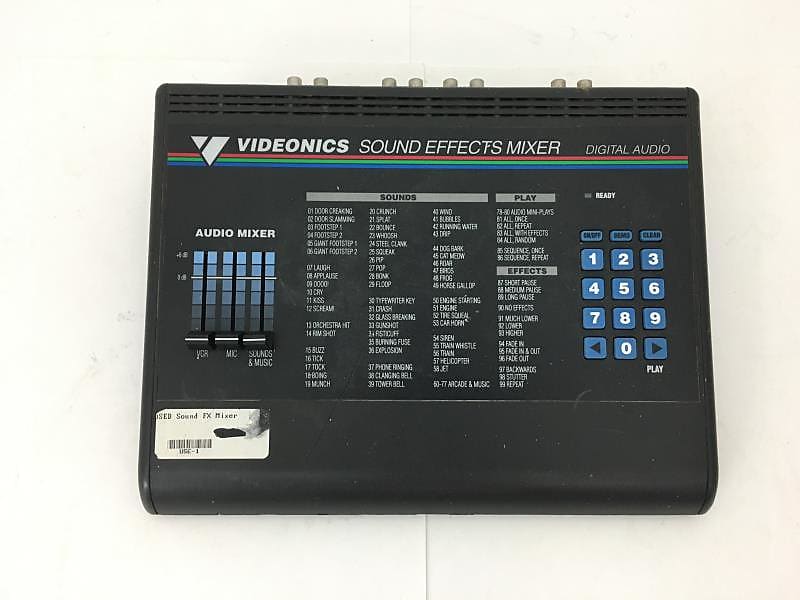 VIDEONICS SOUND EFFECTS MIXER DIGITAL AUDIO
SOUNDS
01 DOOR CREAKING
02 DOOR SLAMMING
03 FOOTSTEP 1
04 FOOTSTEP 2
05 GIANT FOOTSTEP 1
06 GIANT FOOTSTEP 2
07 LAUGH
08 APPLAUSE
09 OOOO!
10 CRY
11 KISS
12 SCREAM!
13 ORCHESTRA HIT
14 RIM SHOT
15 BUZZ
16 TICK
17 TOCK
18 BOING
19 MUNCH
20 CRUNCH
21 SPLAT
22 BOUNCE
23 WHOOSH
24 STEEL CLANK
25 SQUEAK
26 PIP
27 POP
28 BONK
29 FLOOP
30 TYPEWRITER KEY
31 CRASH
32 GLASS BREAKING
33 GUNSHOT
34 FISTICUFF
35 BURNING FUSE
36 EXPLOSION
37 PHONE RINGING
38 CLANGING BELL
39 TOWER BELL
40 WIND
41 BUBBLES
42 RUNNING WATER
43 DRIP
44 DOG BARK
45 CAT MEOW
46 ROAR
47 BIRDS
48 FROG
49 HORSE GALLOP
50 ENGINE STARTING
51 ENGINE
52 TIRE SQUEAL
53 CAR HORN
54 SIREN
55 TRAIN WHISTLE
56 TRAIN
57 HELICOPTER
58 JET
60-77 ARCADE & MUSIC
PLAY
78-80 AUDIO MINI-PLAYS
81 ALL, ONCE
82 ALL, REPEAT
83 ALL, WITH EFFECTS
84 ALL, RANDOM
85 SEQUENCE, ONCE
86 SEQUENCE, REPEAT
EFFECTS
87 SHORT PAUSE
88 MEDIUM PAUSE
89 LONG PAUSE
90 NO EFFECTS
91 MUCH LOWER
92 LOWER
93 HIGHER
94 FADE IN
95 FADE IN & OUT
96 FADE OUT
97 BACKWARDS
98 STUTTER
99 REPEAT
READY
ON/OFF DEMO CLEAR
1 2 3
4 5 6
7 8 9
0
PLAY
AUDIO MIXER
+6 dB
0 dB
VCR MIC SOUNDS & MUSIC
USED Sound FX Mixer
USE-1